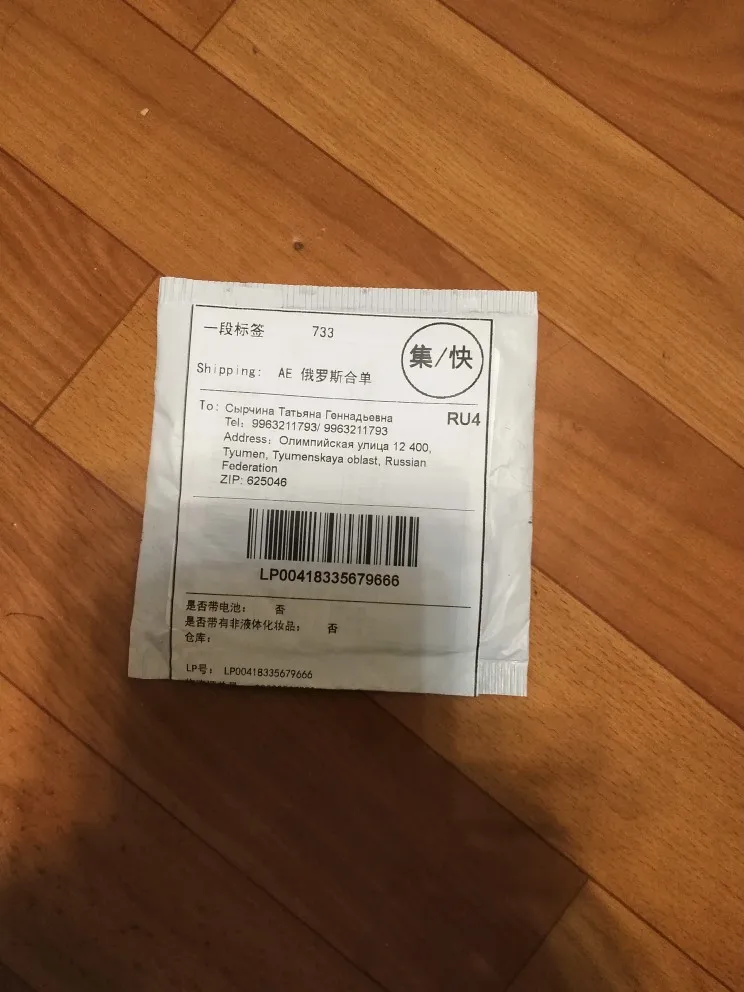 一段标签 733
集/快
Shipping: AE 俄罗斯合单
RU4
To: Сырчина Татьяна Геннадьевна
Tel: 9963211793/ 9963211793
Address: Олимпийская улица 12 400,
Tyumen, Tyumenskaya oblast, Russian
Federation
ZIP: 625046
LP00418335679666
是否带电池: 否
是否带有非液体化妆品: 否
仓库:
LP号: LP00418335679666